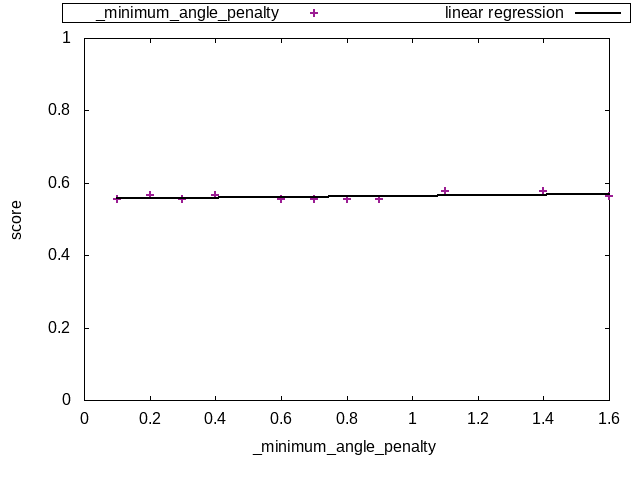 _minimum_angle_penalty linear regression
1
0.8
0.6
0.4
0.2
0
score
0 0.2 0.4 0.6 0.8 1 1.2 1.4 1.6
_minimum_angle_penalty